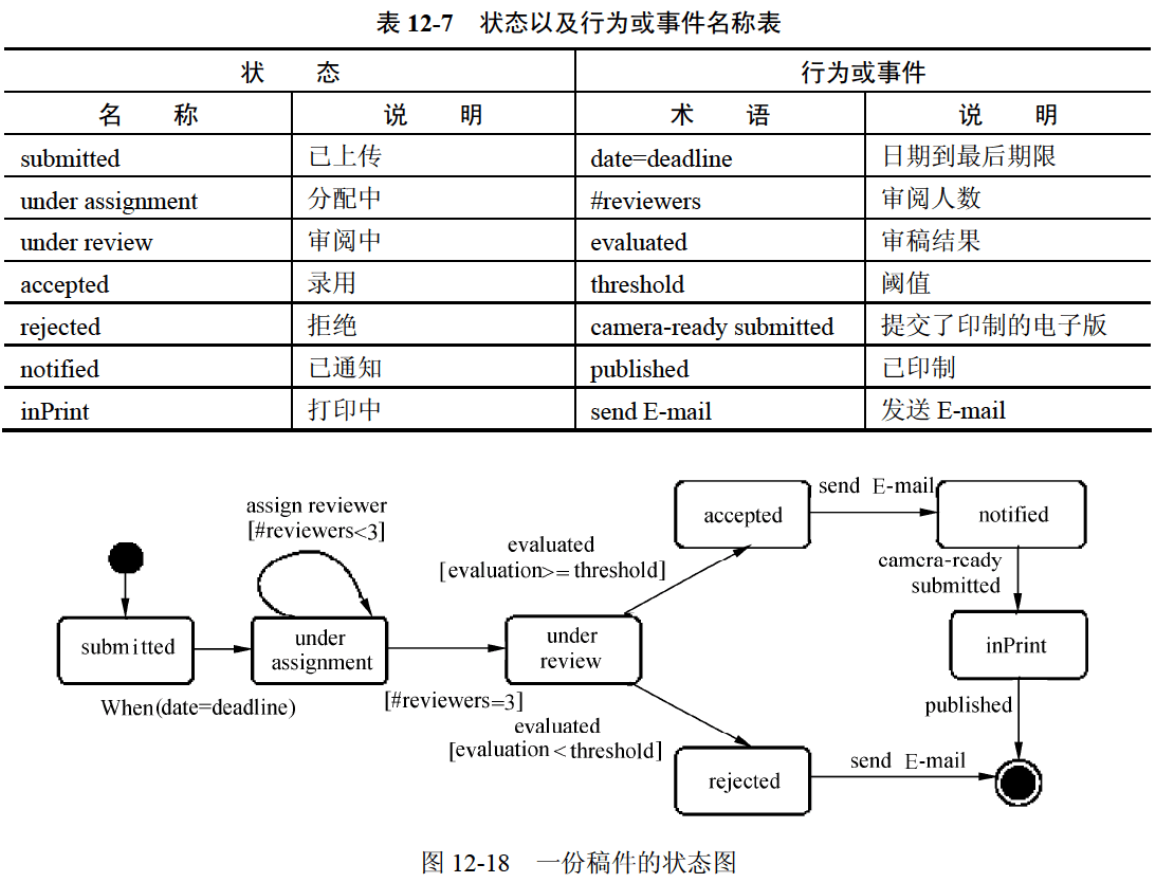 表 12-7 状态以及行为或事件名称表
状 态 行为或事件
名 称 说 明 术 语 说 明
submitted 已上传 date=deadline 日期到最后期限
under assignment 分配中 #reviewers 审阅人数
under review 审阅中 evaluated 审稿结果
accepted 录用 threshold 阈值
rejected 拒绝 camera-ready submitted 提交了印制的电子版
notified 已通知 published 已印制
inPrint 打印中 send E-mail 发送 E-mail
assign reviewer
[#reviewers<3]
evaluated
[evaluation>= threshold]
accepted
send E-mail
notified
camera-ready
submitted
submitted
under
assignment
under
review
inPrint
When(date=deadline)
[#reviewers=3]
evaluated
[evaluation < threshold]
published
rejected
send E-mail
图 12-18 一份稿件的状态图